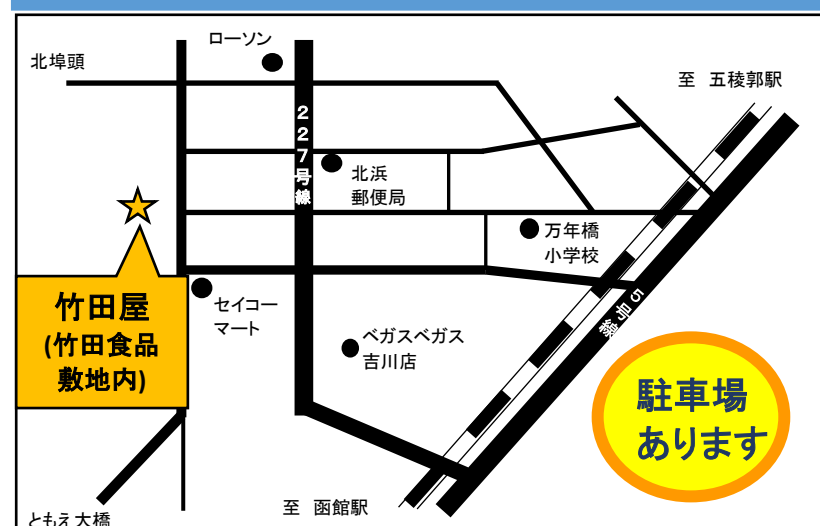 ローソン
北埠頭
至 五稜郭駅
227号線
北浜
郵便局
万年橋
小学校
竹田屋
(竹田食品
敷地内)
セイコー
マート
5号線
ベガスベガス
吉川店
駐車場
あります
至 函館駅
ともえ大橋